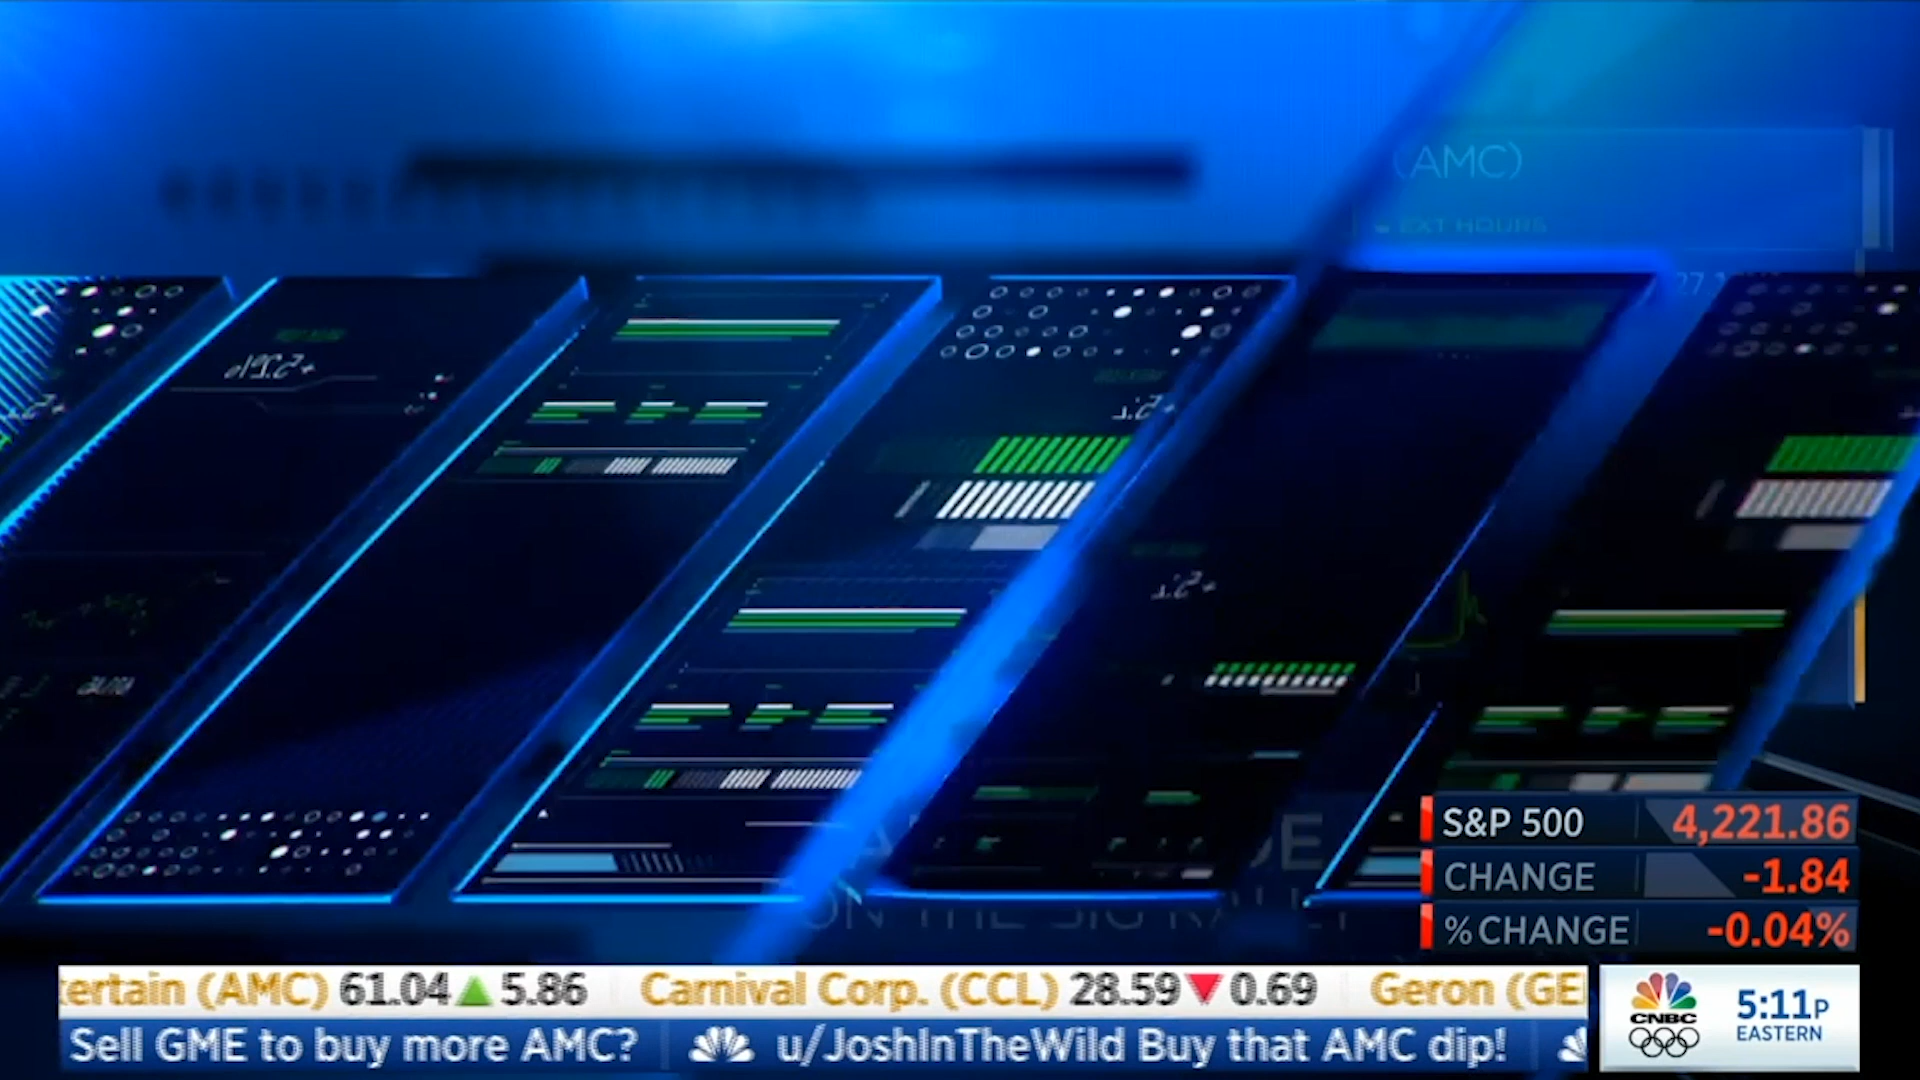 (AMC)
EXT HOURS
S&P 500 4,221.86
CHANGE -1.84
% CHANGE -0.04%
tertain (AMC) 61.04 ▲ 5.86 Carnival Corp. (CCL) 28.59 ▼ 0.69 Geron (GE
Sell GME to buy more AMC? u/JoshInTheWild Buy that AMC dip!
CNBC
5:11P
EASTERN